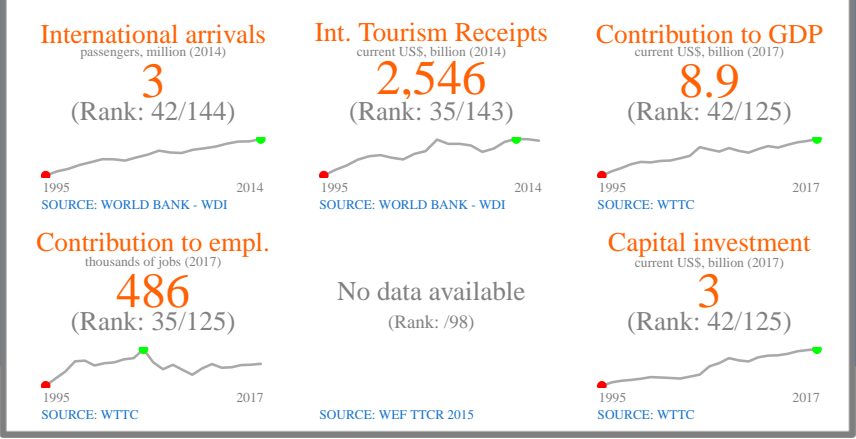 International arrivals
passengers, million (2014)
3
(Rank: 42/144)
1995 2014
SOURCE: WORLD BANK - WDI
Int. Tourism Receipts
current US$, billion (2014)
2,546
(Rank: 35/143)
1995 2014
SOURCE: WORLD BANK - WDI
Contribution to GDP
current US$, billion (2017)
8.9
(Rank: 42/125)
1995 2017
SOURCE: WTTC
Contribution to empl.
thousands of jobs (2017)
486
(Rank: 35/125)
1995 2017
SOURCE: WTTC
No data available
(Rank: /98)
SOURCE: WEF TTCR 2015
Capital investment
current US$, billion (2017)
3
(Rank: 42/125)
1995 2017
SOURCE: WTTC